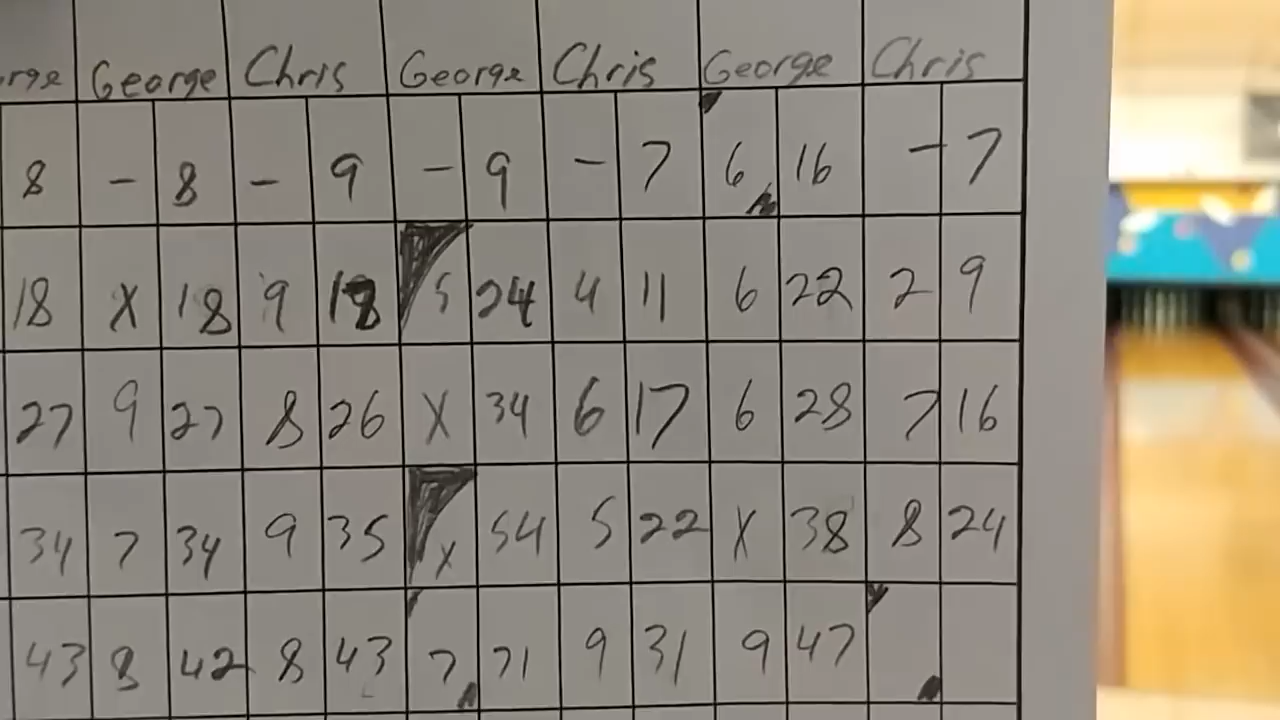 rge George Chris George Chris George Chris
8 - 8 - 9 - 9 - 7 6 16 - 7
18 X 18 9 18 5 24 4 11 6 22 2 9
27 9 27 8 26 X 34 6 17 6 28 7 16
34 7 34 9 35 X 54 5 22 X 38 8 24
43 8 42 8 43 7 71 9 31 9 47